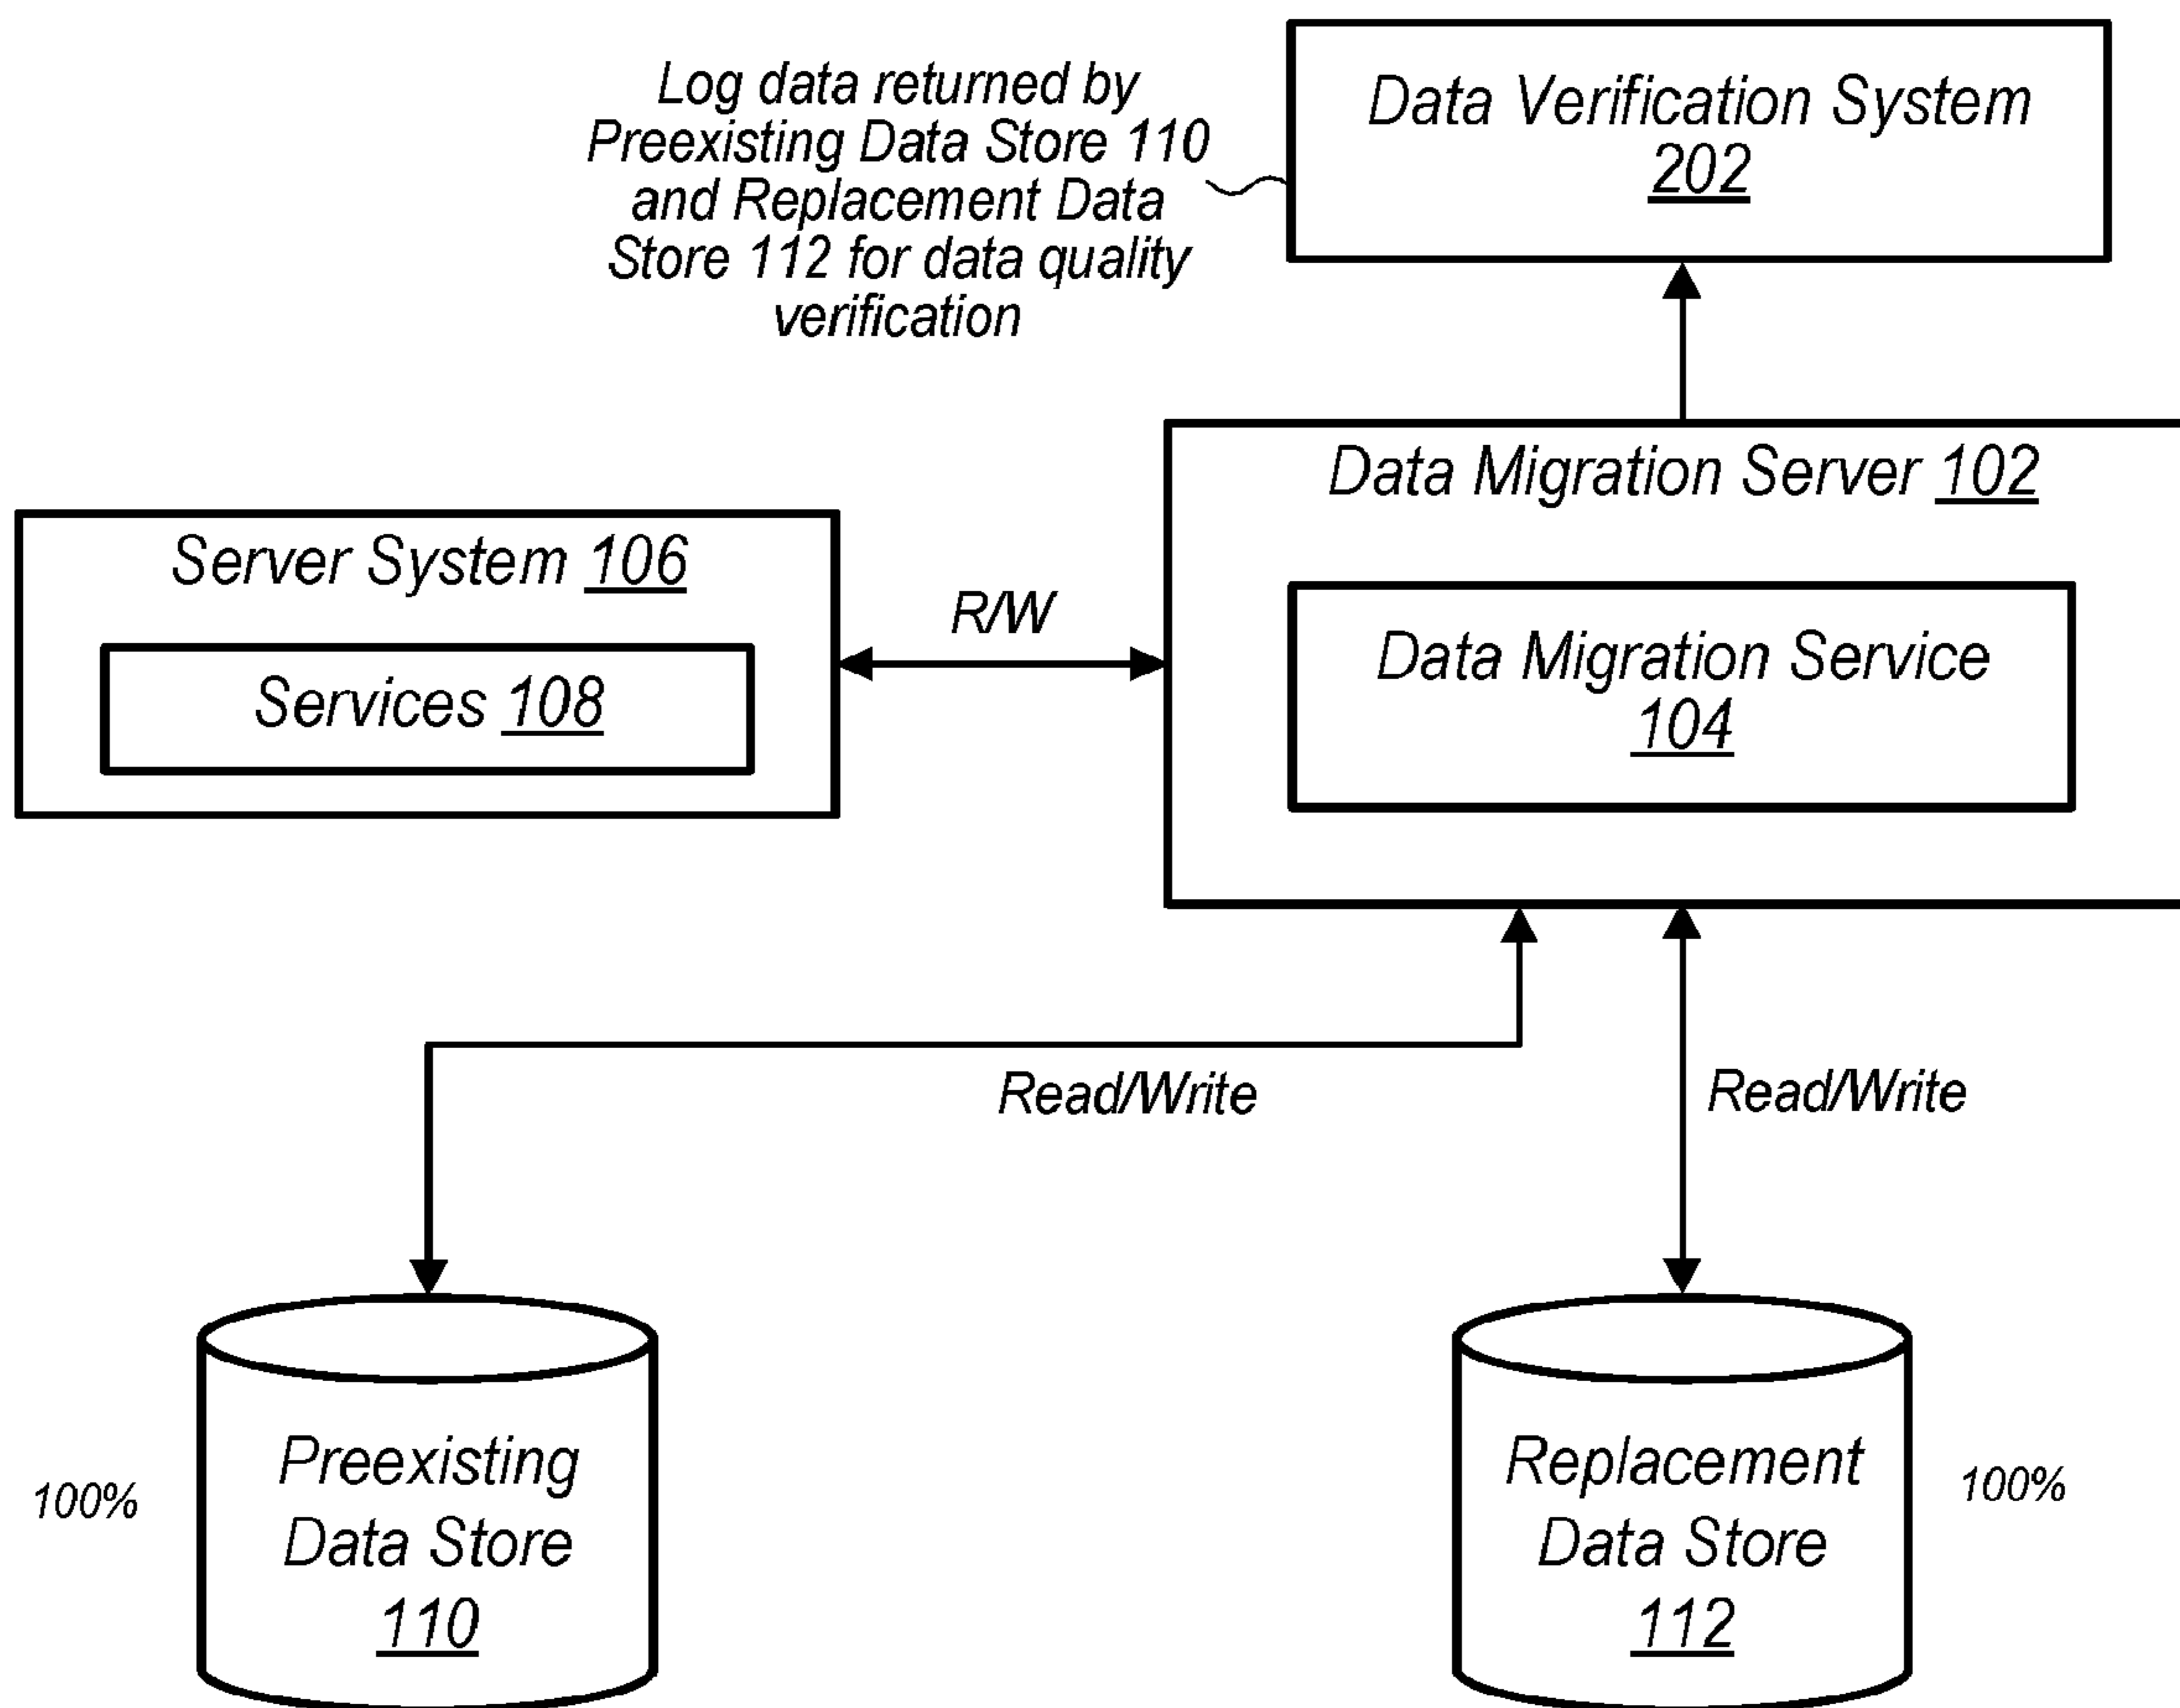 Log data returned by
Preexisting Data Store 110
and Replacement Data
Store 112 for data quality
verification
Data Verification System
202
Data Migration Server 102
Data Migration Service
104
Server System 106
Services 108
R/W
Read/Write
Read/Write
100%
Preexisting
Data Store
110
Replacement
Data Store
112
100%